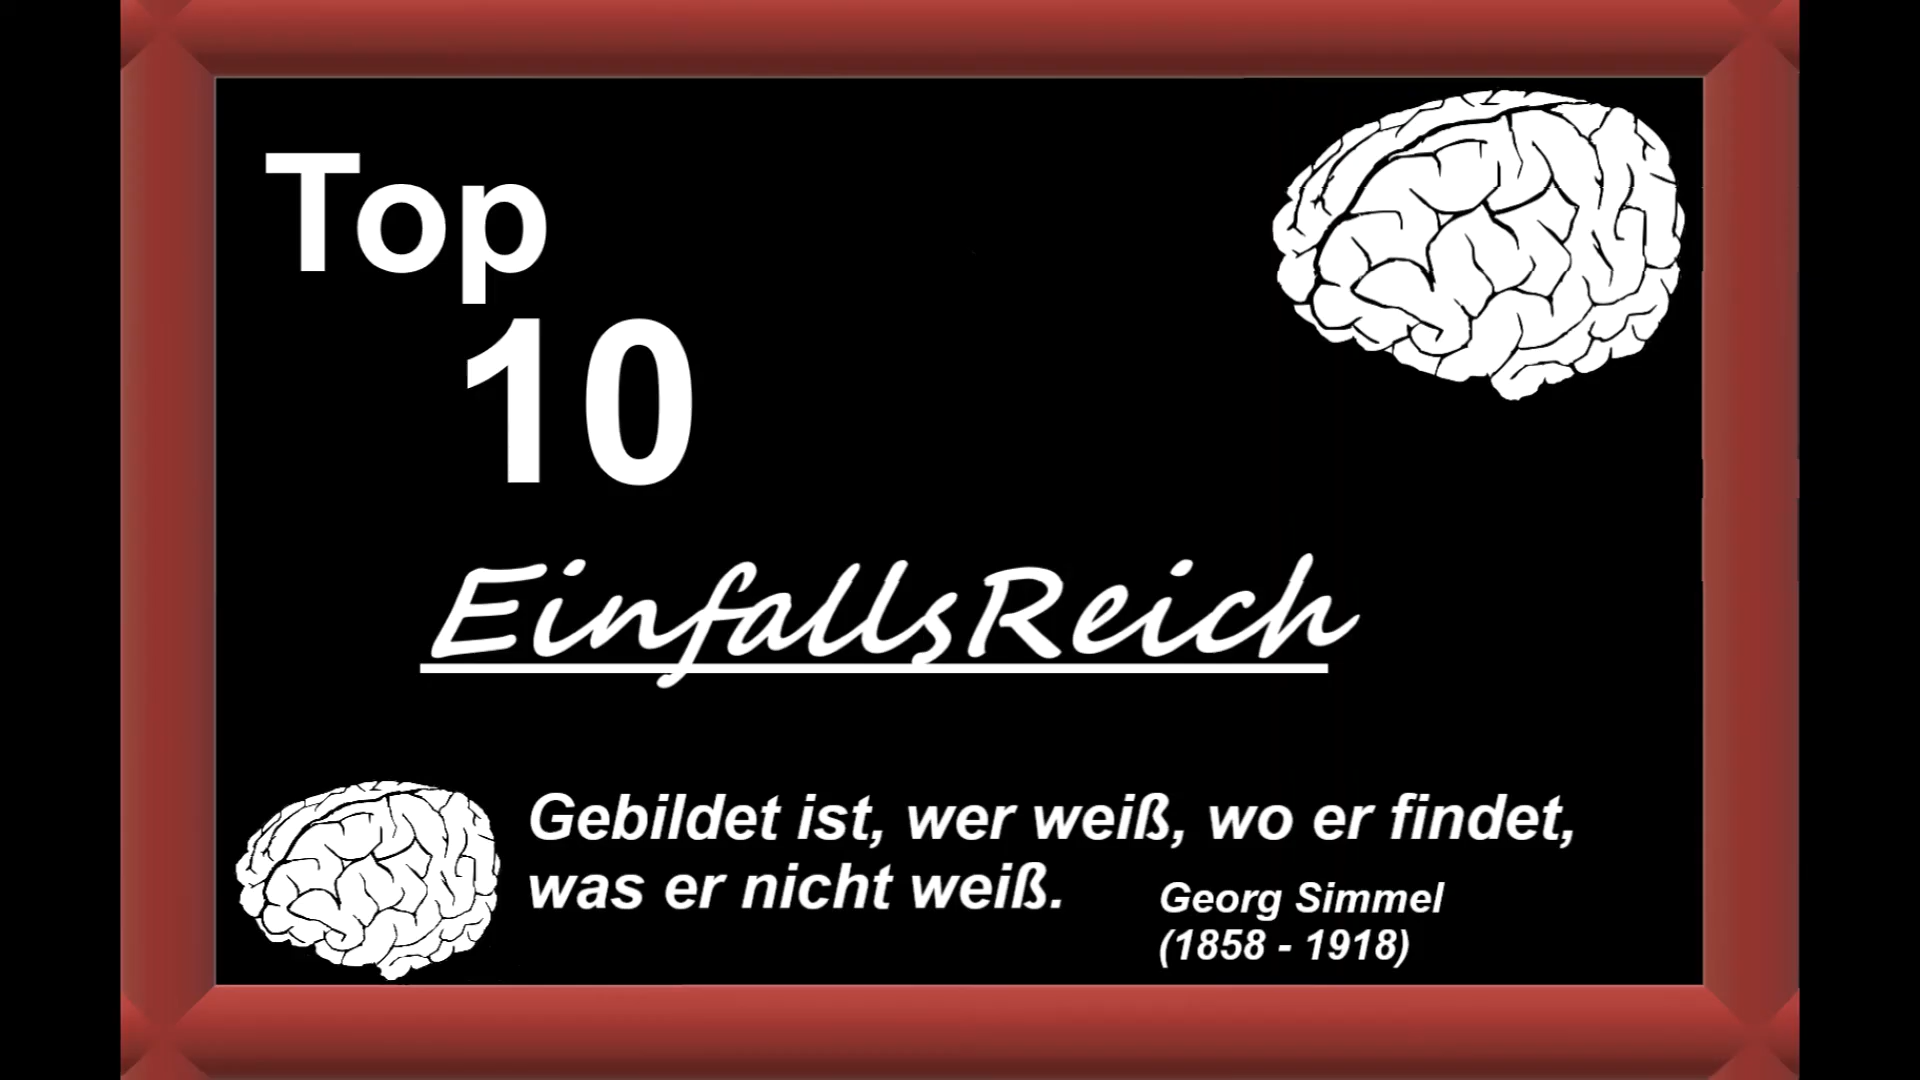 Top
10
EinfallsReich
Gebildet ist, wer weiß, wo er findet,
was er nicht weiß.
Georg Simmel
(1858 - 1918)